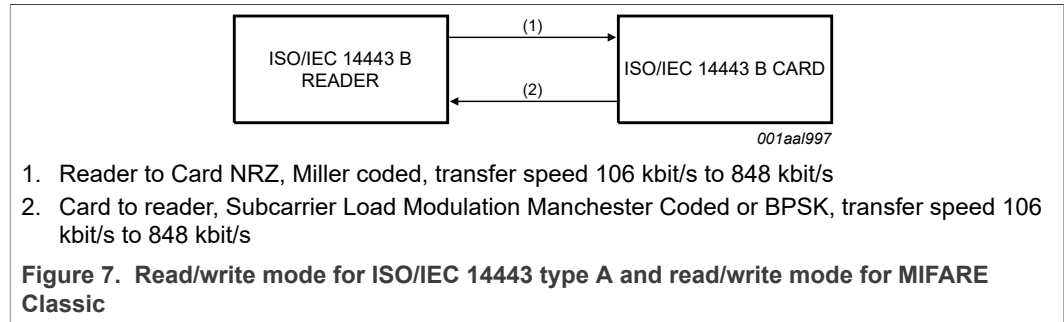 (1)
ISO/IEC 14443 B
READER
ISO/IEC 14443 B CARD
(2)
001aal997
1. Reader to Card NRZ, Miller coded, transfer speed 106 kbit/s to 848 kbit/s
2. Card to reader, Subcarrier Load Modulation Manchester Coded or BPSK, transfer speed 106
kbit/s to 848 kbit/s
Figure 7. Read/write mode for ISO/IEC 14443 type A and read/write mode for MIFARE
Classic